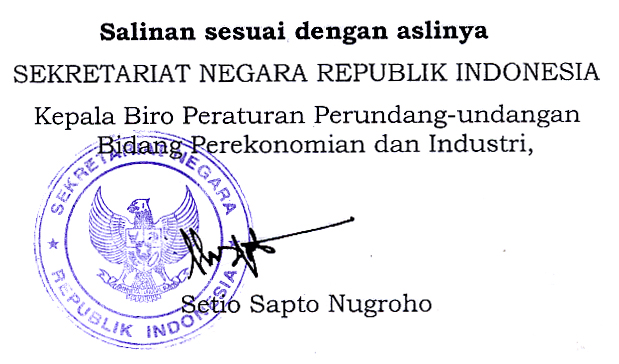 Salinan sesuai dengan aslinya
SEKRETARIAT NEGARA REPUBLIK INDONESIA
Kepala Biro Peraturan Perundang-undangan
Bidang Perekonomian dan Industri,
SEKRETARIAT NEGARA
REPUBLIK INDONESIA
Setio Sapto Nugroho